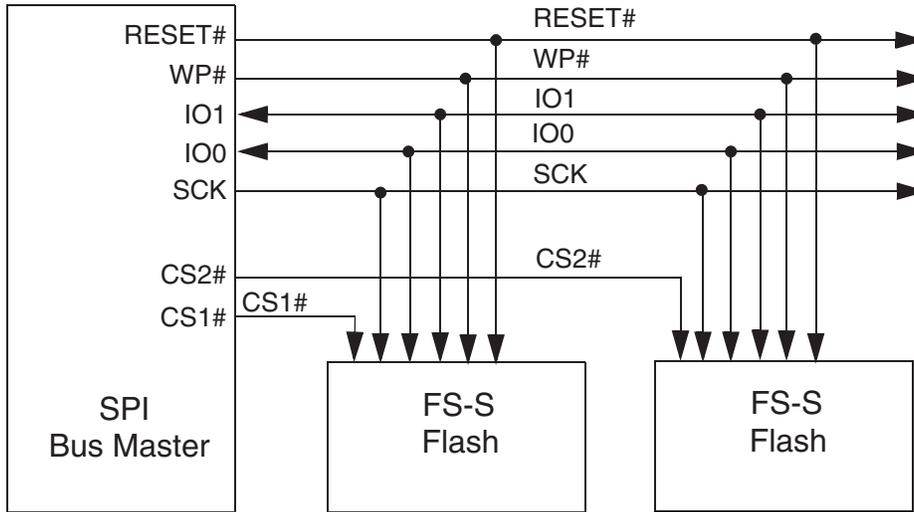 RESET#
RESET#
WP#
WP#
IO1
IO1
IO0
IO0
SCK
SCK
CS2#
CS2#
CS1#
CS1#
SPI
Bus Master
FS-S
Flash
FS-S
Flash